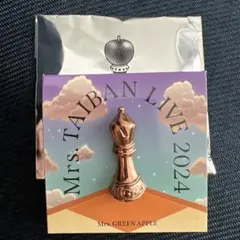 Mrs. TAIBAN LIVE 2024
Mrs. GREEN APPLE